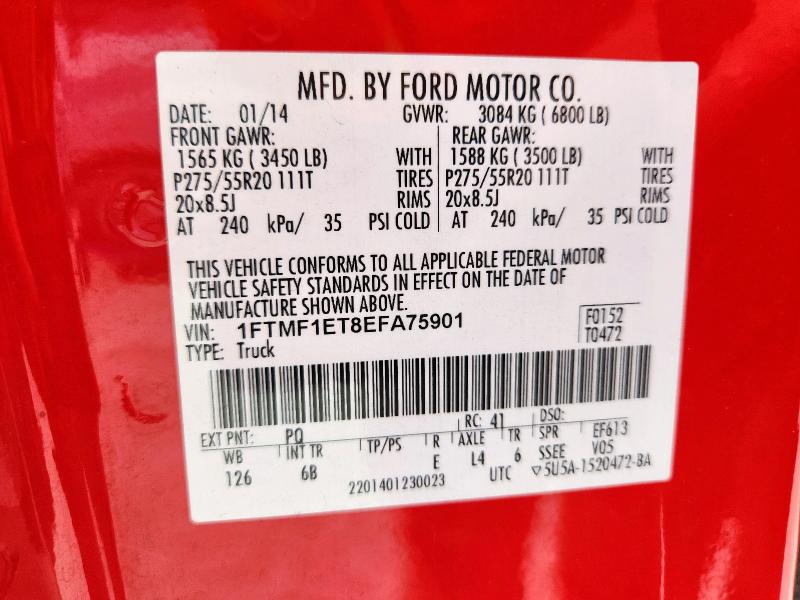 MFD. BY FORD MOTOR CO.
DATE: 01/14 GVWR: 3084 KG ( 6800 LB)
FRONT GAWR: REAR GAWR:
1565 KG ( 3450 LB) WITH 1588 KG ( 3500 LB) WITH
P275/55R20 111T TIRES P275/55R20 111T TIRES
20x8.5J RIMS 20x8.5J RIMS
AT 240 kPa/ 35 PSI COLD AT 240 kPa/ 35 PSI COLD
THIS VEHICLE CONFORMS TO ALL APPLICABLE FEDERAL MOTOR
VEHICLE SAFETY STANDARDS IN EFFECT ON THE DATE OF
MANUFACTURE SHOWN ABOVE.
VIN: 1FTMF1ET8EFA75901 F0152
TYPE: Truck T0472
EXT PNT: PQ RC: 41 DSO:
WB INT TR TP/PS R AXLE TR SPR EF613
126 6B E L4 6 SSEE V05
2201401230023 UTC ▽5U5A-1520472-BA